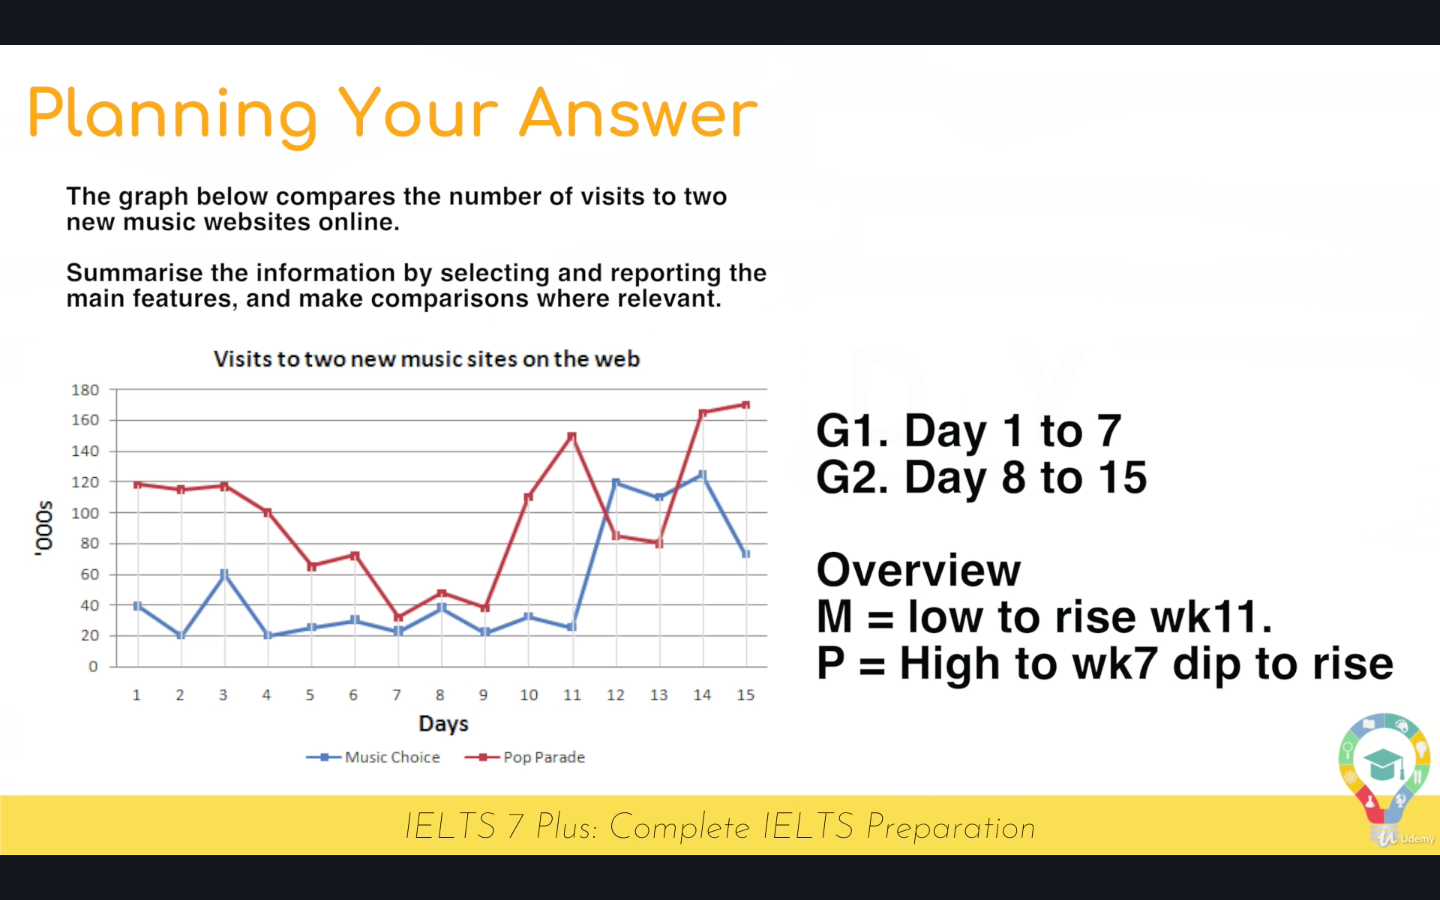 Planning Your Answer
The graph below compares the number of visits to two
new music websites online.
Summarise the information by selecting and reporting the
main features, and make comparisons where relevant.
Visits to two new music sites on the web
180
160
140
120
100
80
60
40
20
0
'000s
1 2 3 4 5 6 7 8 9 10 11 12 13 14 15
Days
Music Choice Pop Parade
G1. Day 1 to 7
G2. Day 8 to 15
Overview
M = low to rise wk11.
P = High to wk7 dip to rise
IELTS 7 Plus: Complete IELTS Preparation
Udemy